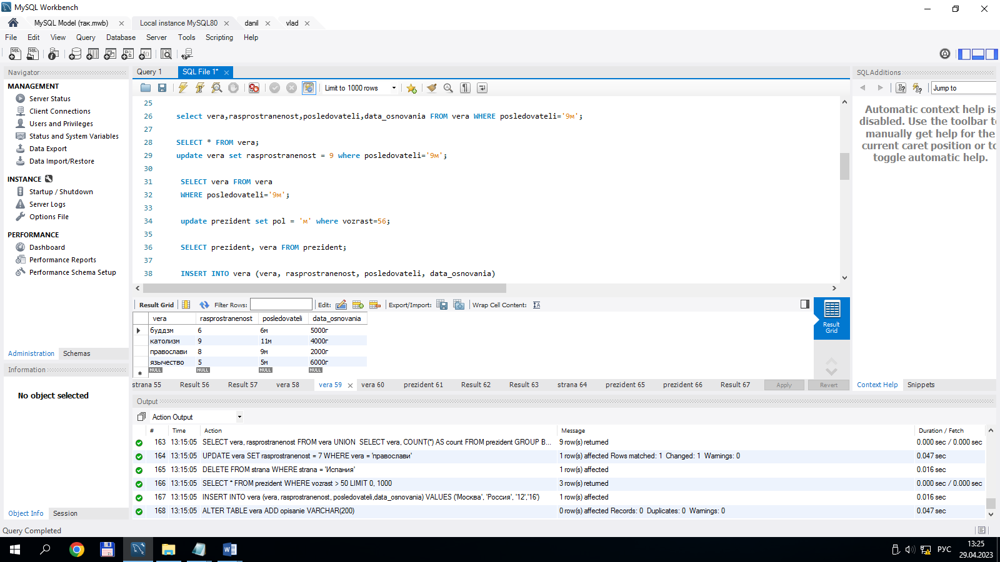 MySQL Workbench
MySQL Model (так.mwb)
Local instance MySQL80
danil
vlad
File Edit View Query Database Server Tools Scripting Help
Navigator
MANAGEMENT
Server Status
Client Connections
Users and Privileges
Status and System Variables
Data Export
Data Import/Restore
INSTANCE
Startup / Shutdown
Server Logs
Options File
PERFORMANCE
Dashboard
Performance Reports
Performance Schema Setup
Administration Schemas
Information
No object selected
Object Info Session
Query 1 SQL File 1*
Limit to 1000 rows
25
26 select vera,rasprostranenost,posledovateli,data_osnovania FROM vera WHERE posledovateli='9м';
27
28 SELECT * FROM vera;
29 update vera set rasprostranenost = 9 where posledovateli='9м';
30
31 SELECT vera FROM vera
32 WHERE posledovateli='9м';
33
34 update prezident set pol = 'м' where vozrast=56;
35
36 SELECT prezident, vera FROM prezident;
37
38 INSERT INTO vera (vera, rasprostranenost, posledovateli, data_osnovania)
Result Grid Filter Rows: Edit: Export/Import: Wrap Cell Content:
vera rasprostranenost posledovateli data_osnovania
буддзм 6 6м 5000г
католизм 9 11м 4000г
православи 8 9м 2000г
язычество 5 5м 6000г
NULL NULL NULL NULL
Result
Grid
strana 55 Result 56 Result 57 vera 58 vera 59 vera 60 prezident 61 Result 62 Result 63 strana 64 prezident 65 prezident 66 Result 67 Apply Revert
SQLAdditions
Jump to
Automatic context help is
disabled. Use the toolbar to
manually get help for the
current caret position or to
toggle automatic help.
Context Help Snippets
Output
Action Output
# Time Action Message Duration / Fetch
163 13:15:05 SELECT vera, rasprostranenost FROM vera UNION SELECT vera, COUNT(*) AS count FROM prezident GROUP B... 9 row(s) returned 0.000 sec / 0.000 sec
164 13:15:05 UPDATE vera SET rasprostranenost = 7 WHERE vera = 'православи' 1 row(s) affected Rows matched: 1 Changed: 1 Warnings: 0 0.047 sec
165 13:15:05 DELETE FROM strana WHERE strana = 'Испания' 1 row(s) affected 0.016 sec
166 13:15:05 SELECT * FROM prezident WHERE vozrast > 50 LIMIT 0, 1000 3 row(s) returned 0.000 sec / 0.000 sec
167 13:15:05 INSERT INTO vera (vera, rasprostranenost, posledovateli,data_osnovania) VALUES ('Москва', 'Россия', '12','16') 1 row(s) affected 0.016 sec
168 13:15:05 ALTER TABLE vera ADD opisanie VARCHAR(200) 0 row(s) affected Records: 0 Duplicates: 0 Warnings: 0 0.047 sec
Query Completed
РУС
13:25
29.04.2023